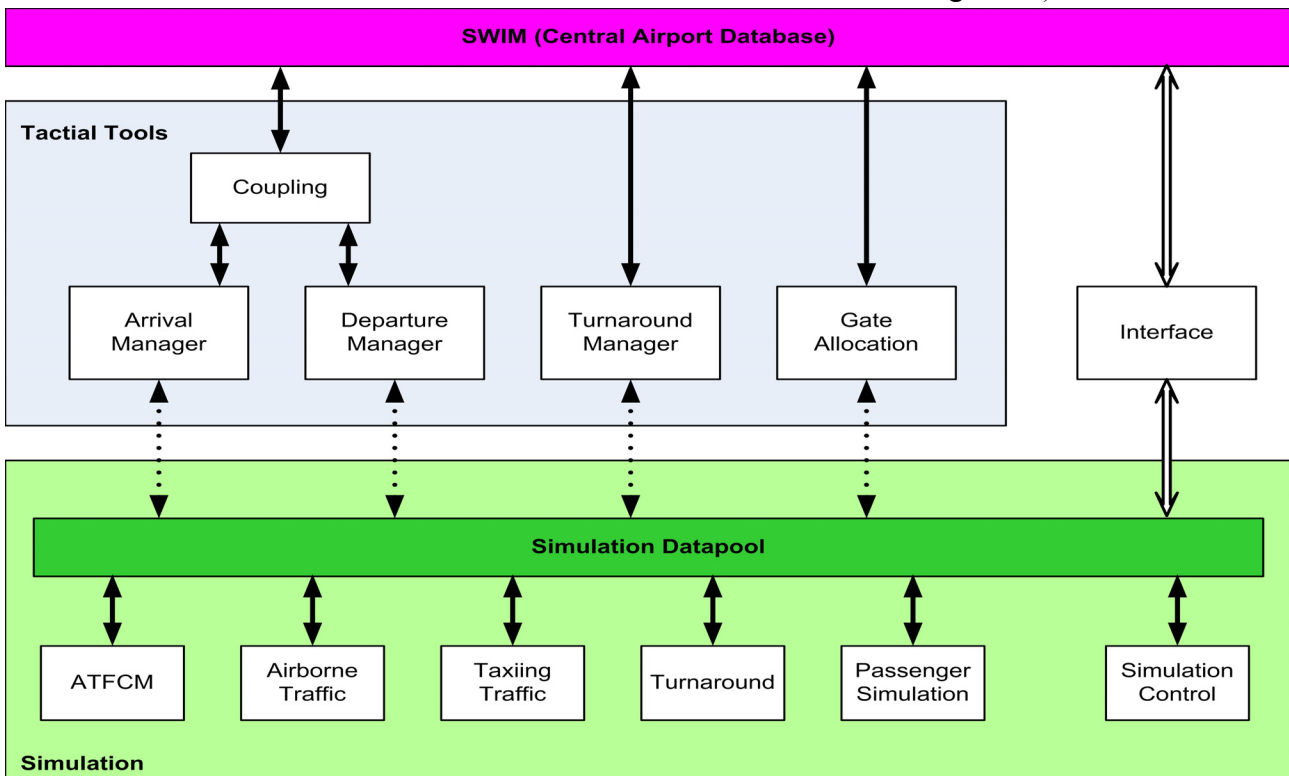 SWIM (Central Airport Database)
Tactial Tools
Coupling
Arrival
Manager
Departure
Manager
Turnaround
Manager
Gate
Allocation
Interface
Simulation Datapool
ATFCM
Airborne
Traffic
Taxiing
Traffic
Turnaround
Passenger
Simulation
Simulation
Control
Simulation